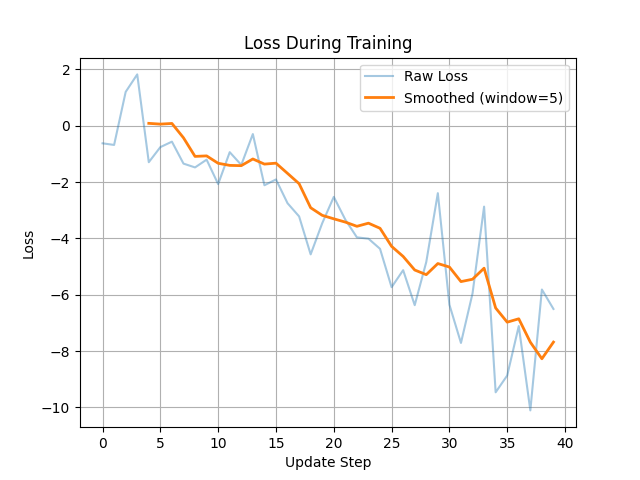 Loss During Training
Raw Loss
Smoothed (window=5)
Loss
2
0
−2
−4
−6
−8
−10
0 5 10 15 20 25 30 35 40
Update Step